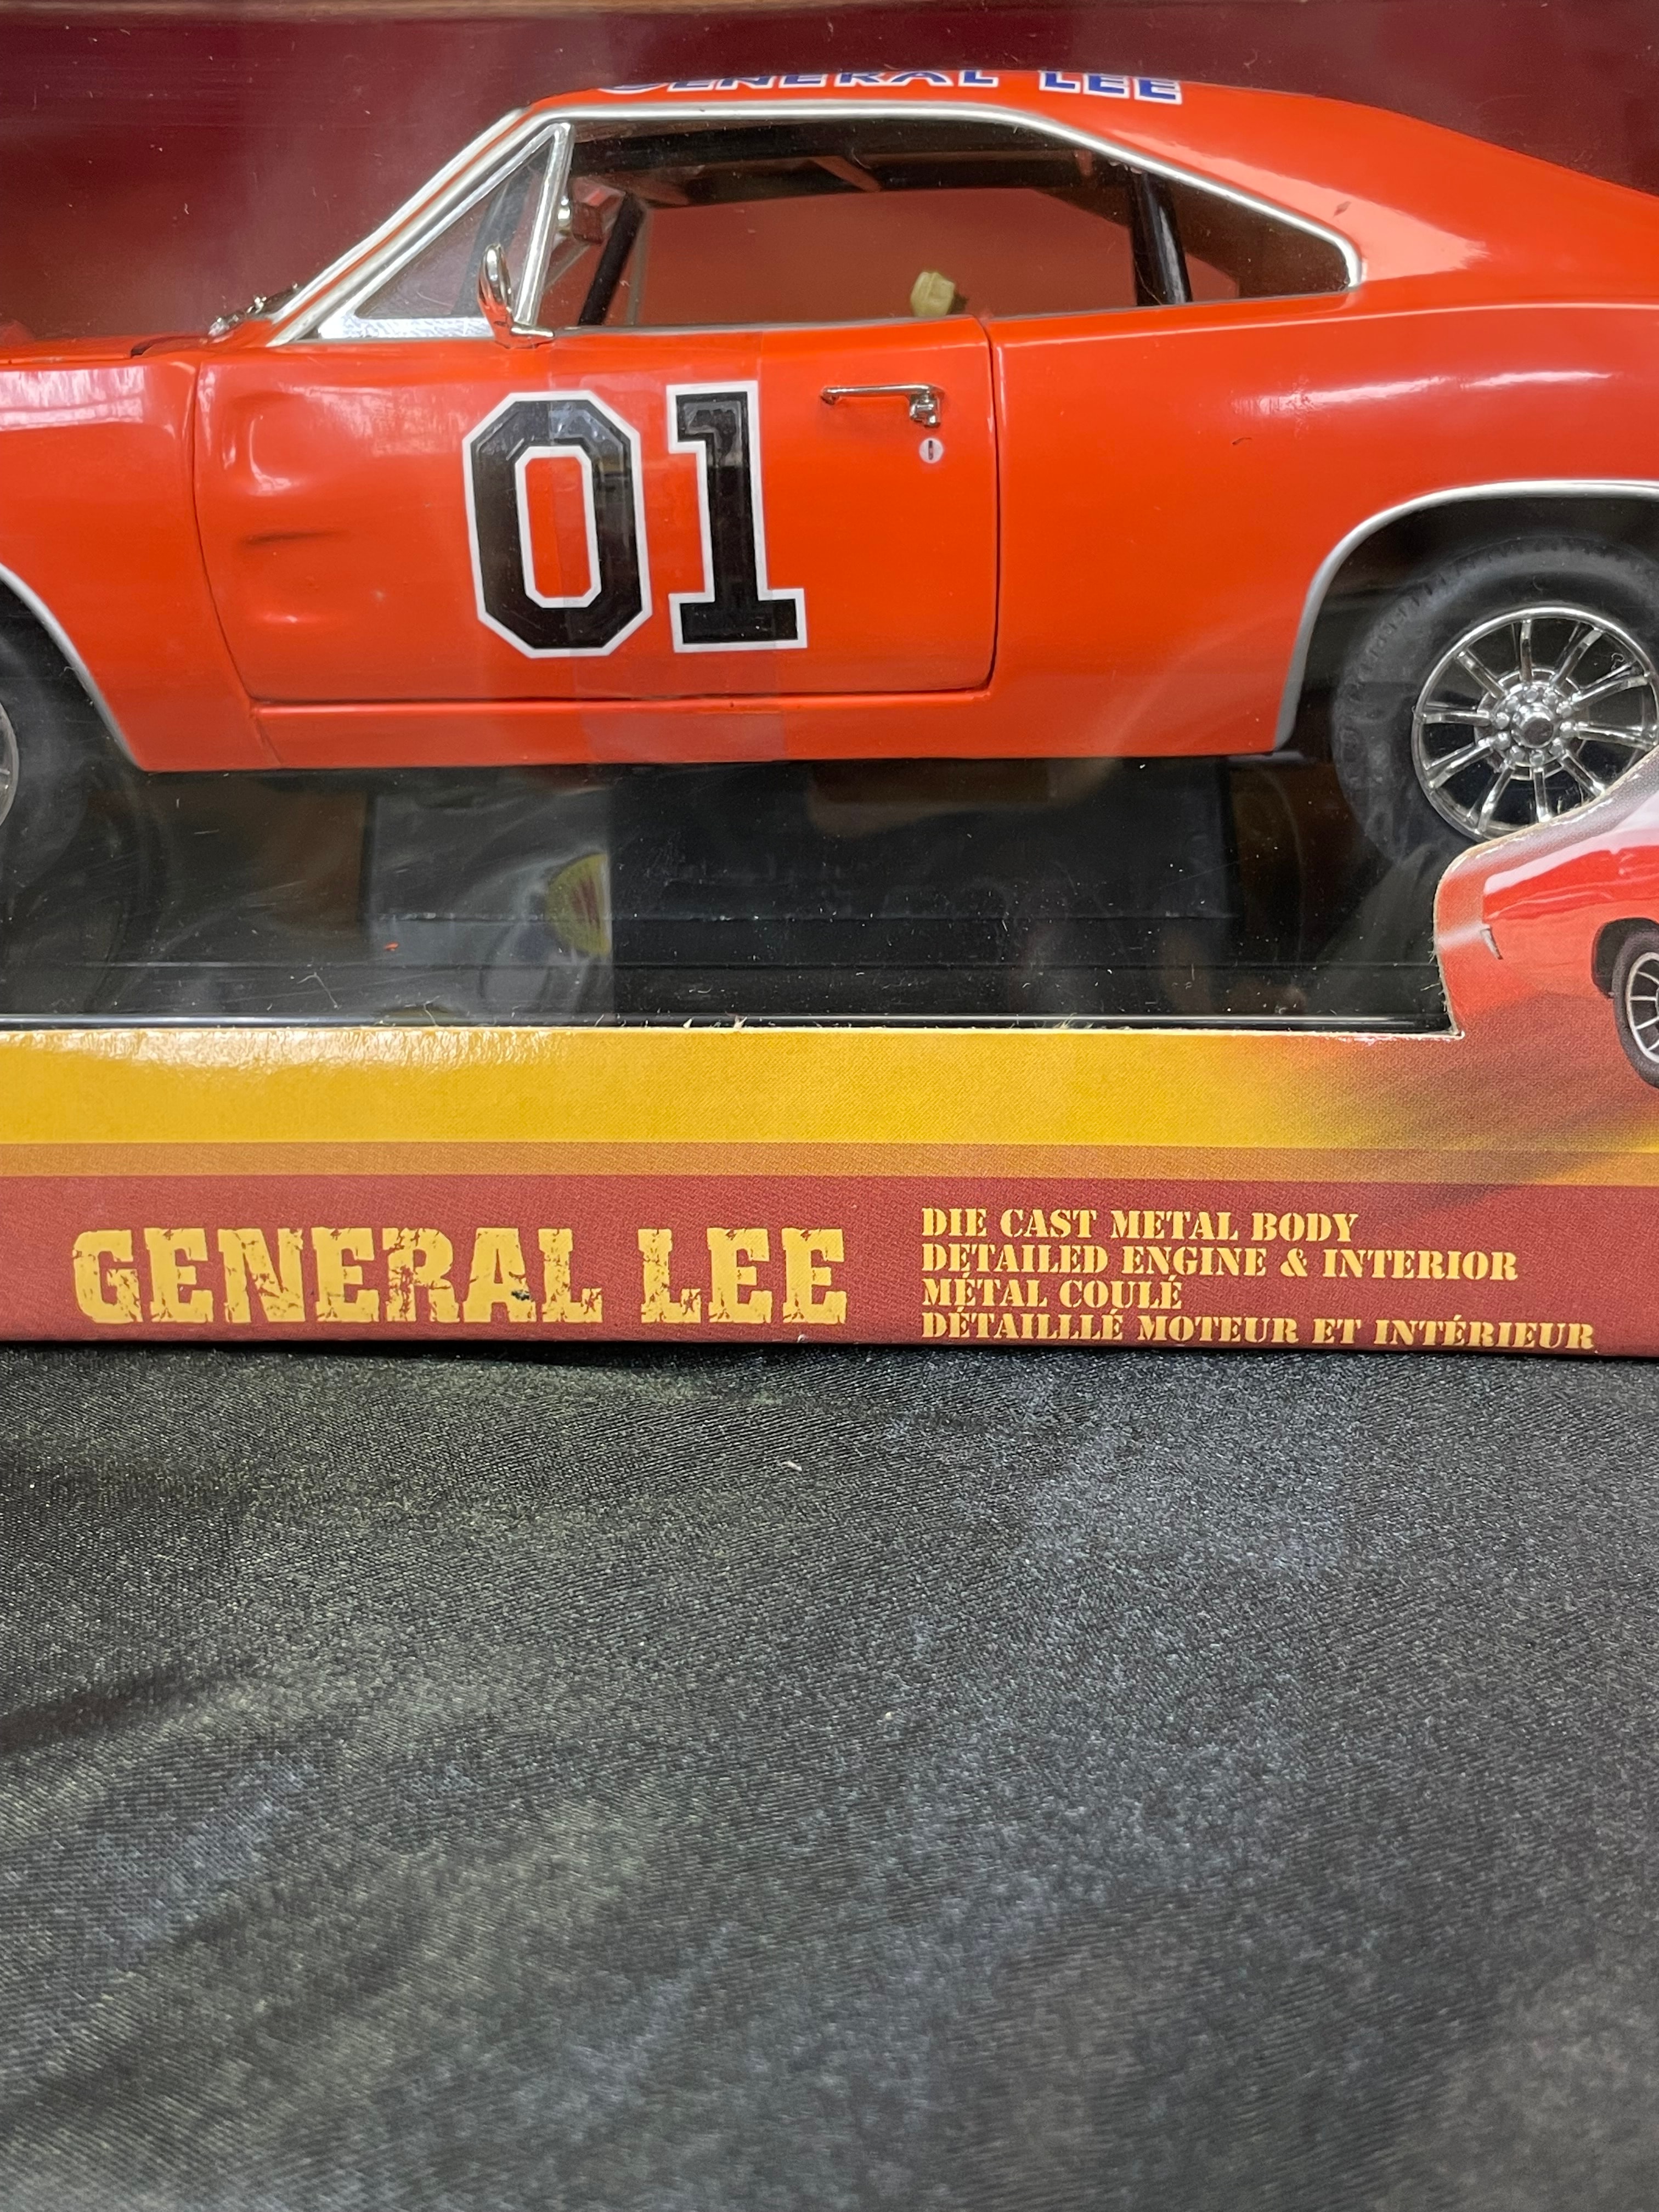 GENERAL LEE
01
GENERAL LEE
DIE CAST METAL BODY
DETAILED ENGINE & INTERIOR
MÉTAL COULÉ
DÉTAILLLÉ MOTEUR ET INTÉRIEUR